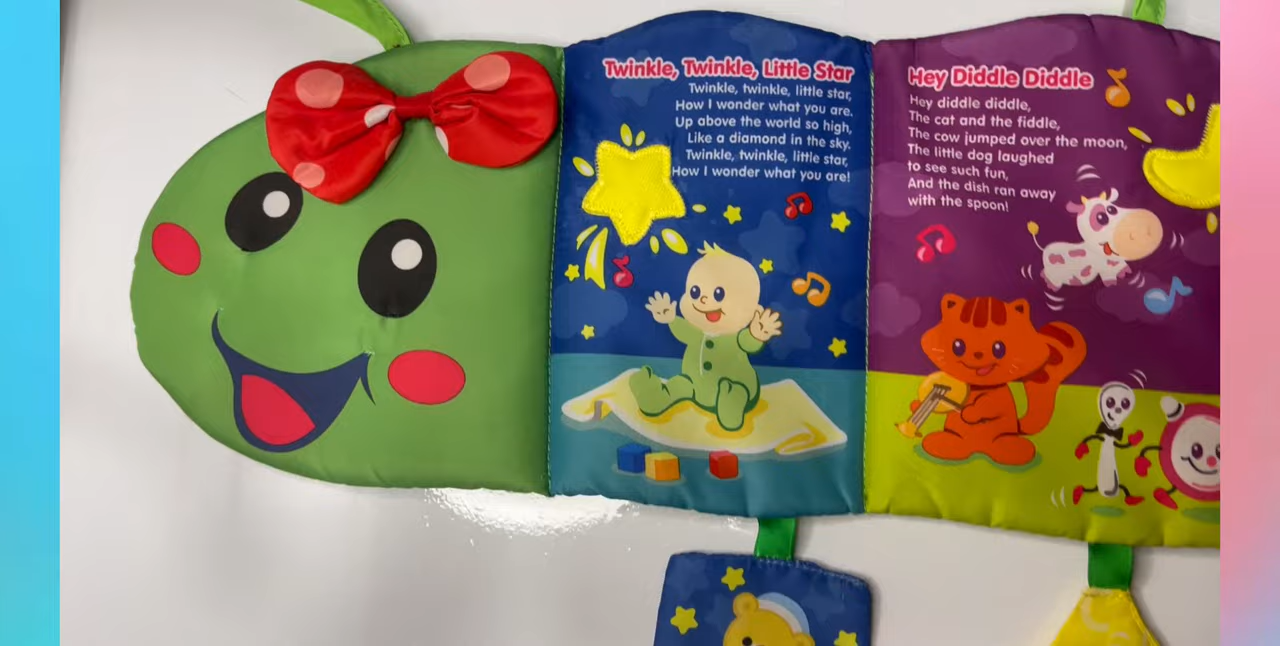 Twinkle, Twinkle, Little Star
Twinkle, twinkle, little star,
How I wonder what you are.
Up above the world so high,
Like a diamond in the sky.
Twinkle, twinkle, little star,
How I wonder what you are!
Hey Diddle Diddle
Hey diddle diddle,
The cat and the fiddle,
The cow jumped over the moon,
The little dog laughed
to see such fun,
And the dish ran away
with the spoon!